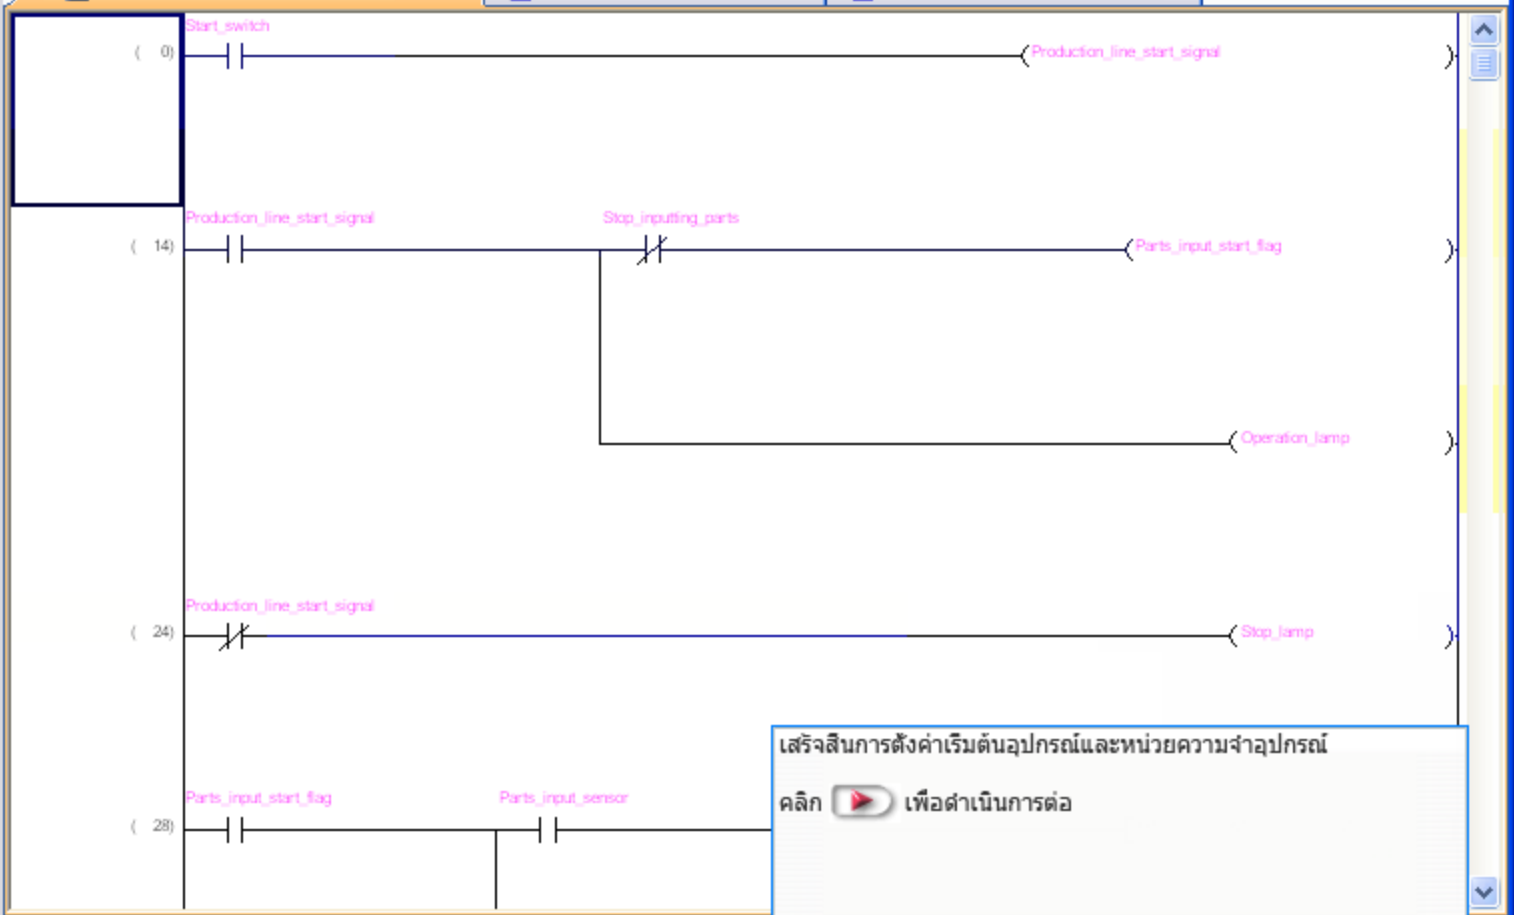 Start_switch
( 0) Production_line_start_signal
Production_line_start_signal Stop_inputting_parts
( 14) Parts_input_start_flag
Operation_lamp
Production_line_start_signal
( 24) Stop_lamp
เสร็จสิ้นการตั้งค่าเริ่มต้นอุปกรณ์และหน่วยความจำอุปกรณ์
Parts_input_start_flag Parts_input_sensor
คลิก เพื่อดำเนินการต่อ
( 28)